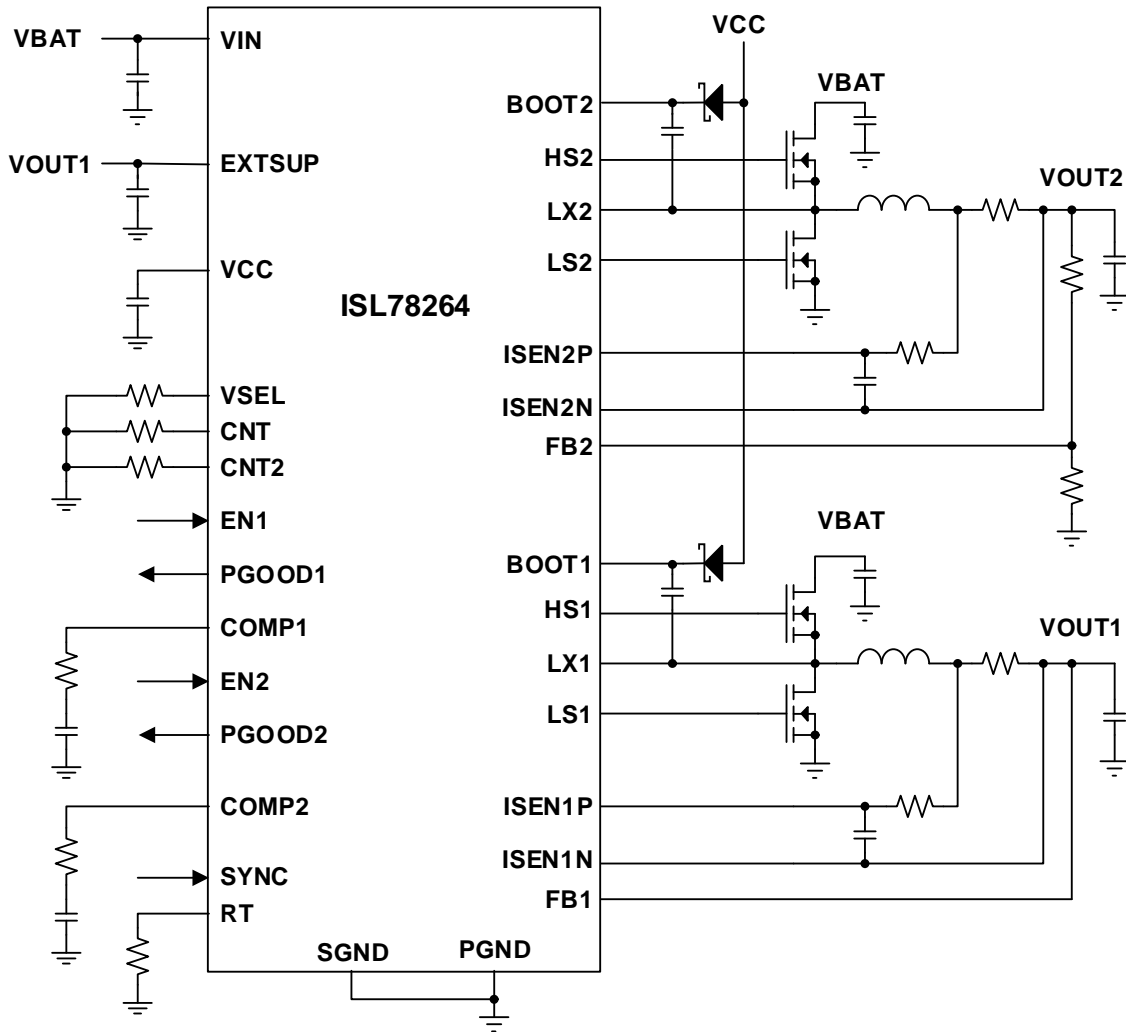 VCC
VBAT
VIN
VBAT
BOOT2
HS2
VOUT1
EXTSUP
VOUT2
LX2
LS2
VCC
ISL78264
ISEN2P
VSEL
ISEN2N
CNT
FB2
CNT2
EN1
VBAT
BOOT1
PGOOD1
HS1
COMP1
VOUT1
LX1
EN2
LS1
PGOOD2
COMP2
ISEN1P
ISEN1N
SYNC
FB1
RT
SGND
PGND